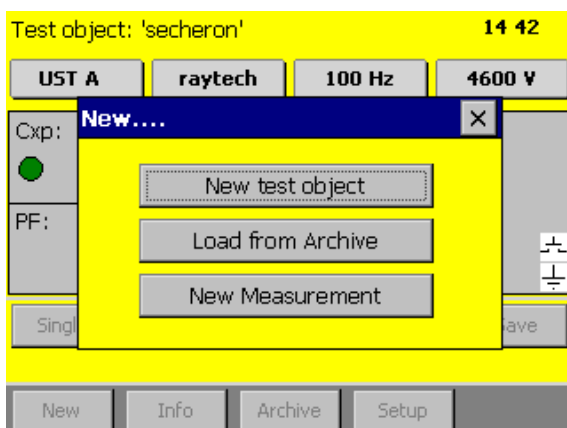 Test object: 'secheron' 14 42
UST A raytech 100 Hz 4600 V
New....
Cxp:
New test object
PF:
Load from Archive
New Measurement
Singl ave
New Info Archive Setup